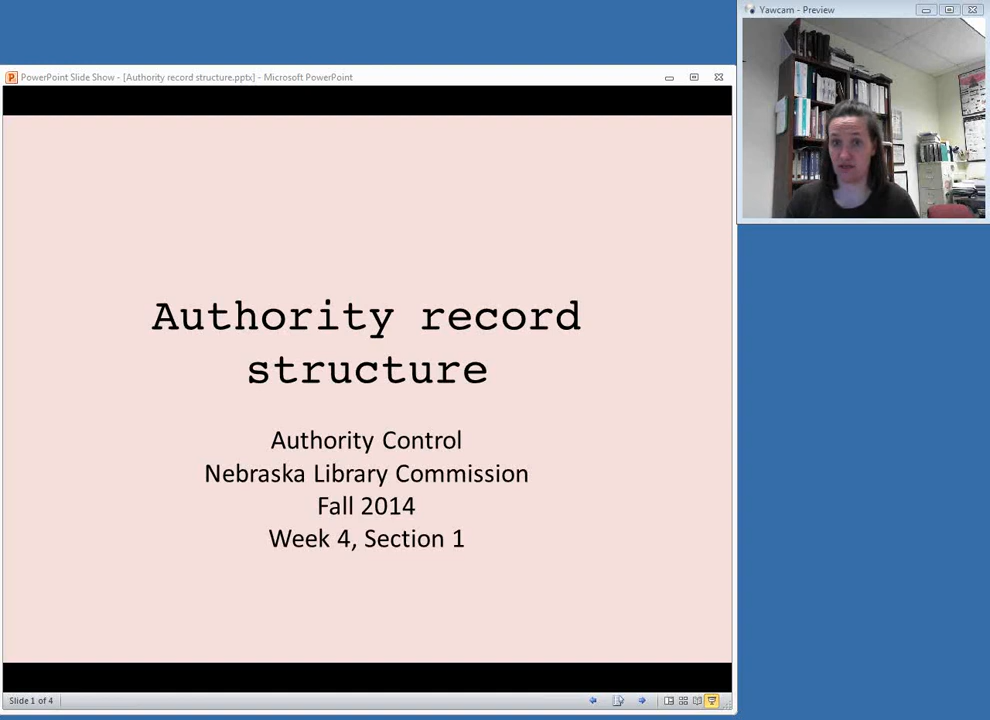 Yawcam - Preview
PowerPoint Slide Show - [Authority record structure.pptx] - Microsoft PowerPoint
Authority record
structure
Authority Control
Nebraska Library Commission
Fall 2014
Week 4, Section 1
Slide 1 of 4